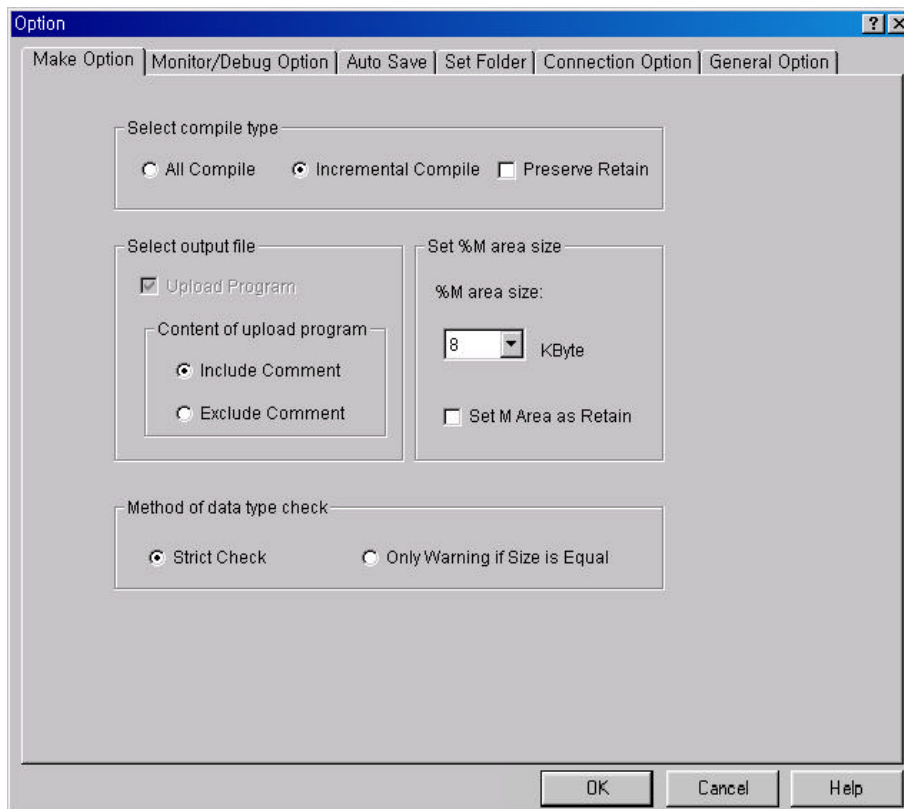 Option
Make Option Monitor/Debug Option Auto Save Set Folder Connection Option General Option
Select compile type
All Compile Incremental Compile Preserve Retain
Select output file
Upload Program
Content of upload program
Include Comment
Exclude Comment
Set %M area size
%M area size:
8 KByte
Set M Area as Retain
Method of data type check
Strict Check Only Warning if Size is Equal
OK Cancel Help